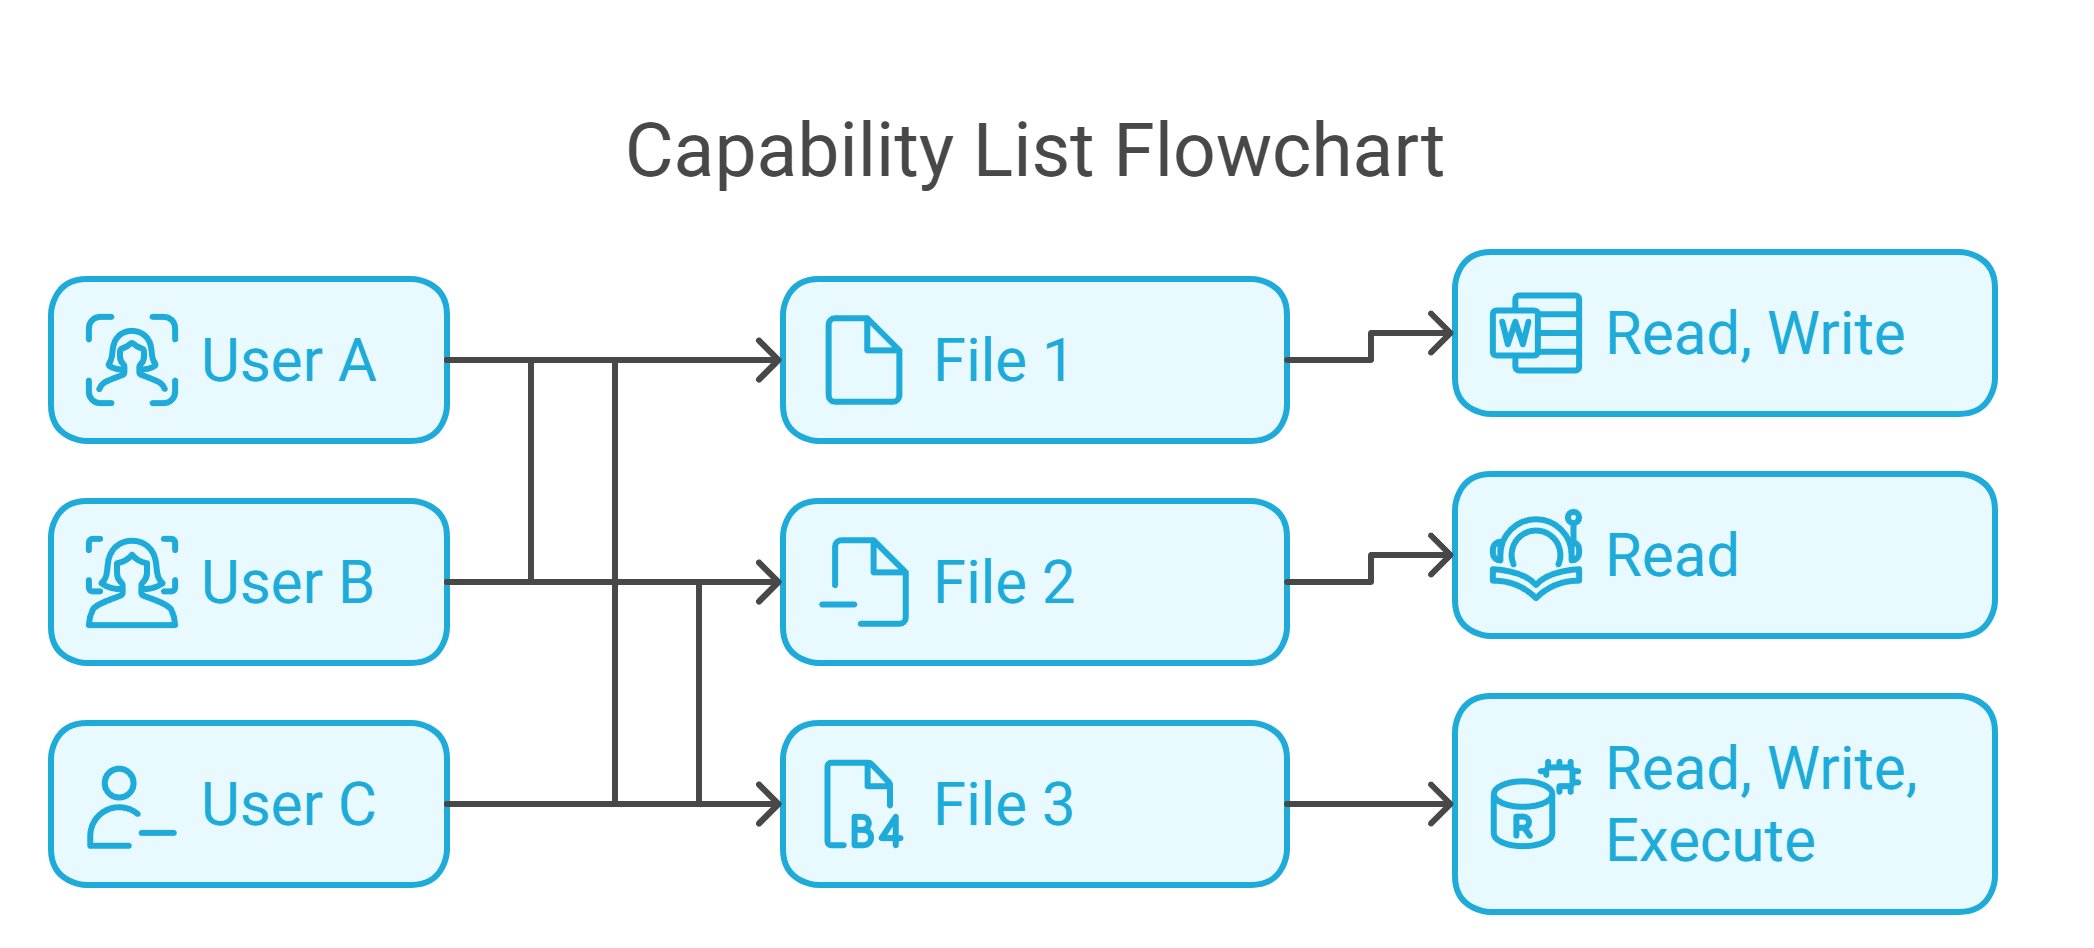 Capability List Flowchart
User A
File 1
W
Read, Write
User B
File 2
Read
User C
B4
File 3
R
Read, Write,
Execute